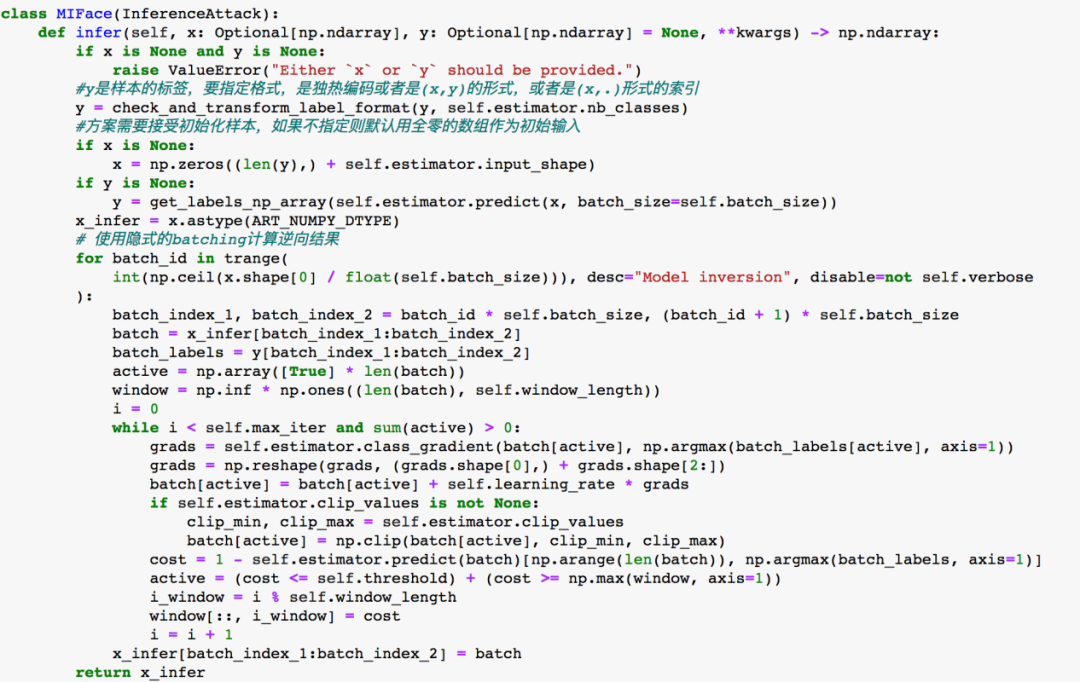 class MIFace(InferenceAttack):
    def infer(self, x: Optional[np.ndarray], y: Optional[np.ndarray] = None, **kwargs) -> np.ndarray:
        if x is None and y is None:
            raise ValueError("Either `x` or `y` should be provided.")
        #y是样本的标签，要指定格式，是独热编码或者是(x,y)的形式，或者是(x,.)形式的索引
        y = check_and_transform_label_format(y, self.estimator.nb_classes)
        #方案需要接受初始化样本，如果不指定则默认用全零的数组作为初始输入
        if x is None:
            x = np.zeros((len(y),) + self.estimator.input_shape)
        if y is None:
            y = get_labels_np_array(self.estimator.predict(x, batch_size=self.batch_size))
        x_infer = x.astype(ART_NUMPY_DTYPE)
        # 使用隐式的batching计算逆向结果
        for batch_id in trange(
            int(np.ceil(x.shape[0] / float(self.batch_size))), desc="Model inversion", disable=not self.verbose
        ):
            batch_index_1, batch_index_2 = batch_id * self.batch_size, (batch_id + 1) * self.batch_size
            batch = x_infer[batch_index_1:batch_index_2]
            batch_labels = y[batch_index_1:batch_index_2]
            active = np.array([True] * len(batch))
            window = np.inf * np.ones((len(batch), self.window_length))
            i = 0
            while i < self.max_iter and sum(active) > 0:
                grads = self.estimator.class_gradient(batch[active], np.argmax(batch_labels[active], axis=1))
                grads = np.reshape(grads, (grads.shape[0],) + grads.shape[2:])
                batch[active] = batch[active] + self.learning_rate * grads
                if self.estimator.clip_values is not None:
                    clip_min, clip_max = self.estimator.clip_values
                    batch[active] = np.clip(batch[active], clip_min, clip_max)
                cost = 1 - self.estimator.predict(batch)[np.arange(len(batch)), np.argmax(batch_labels, axis=1)]
                active = (cost <= self.threshold) + (cost >= np.max(window, axis=1))
                i_window = i % self.window_length
                window[::, i_window] = cost
                i = i + 1
            x_infer[batch_index_1:batch_index_2] = batch
        return x_infer